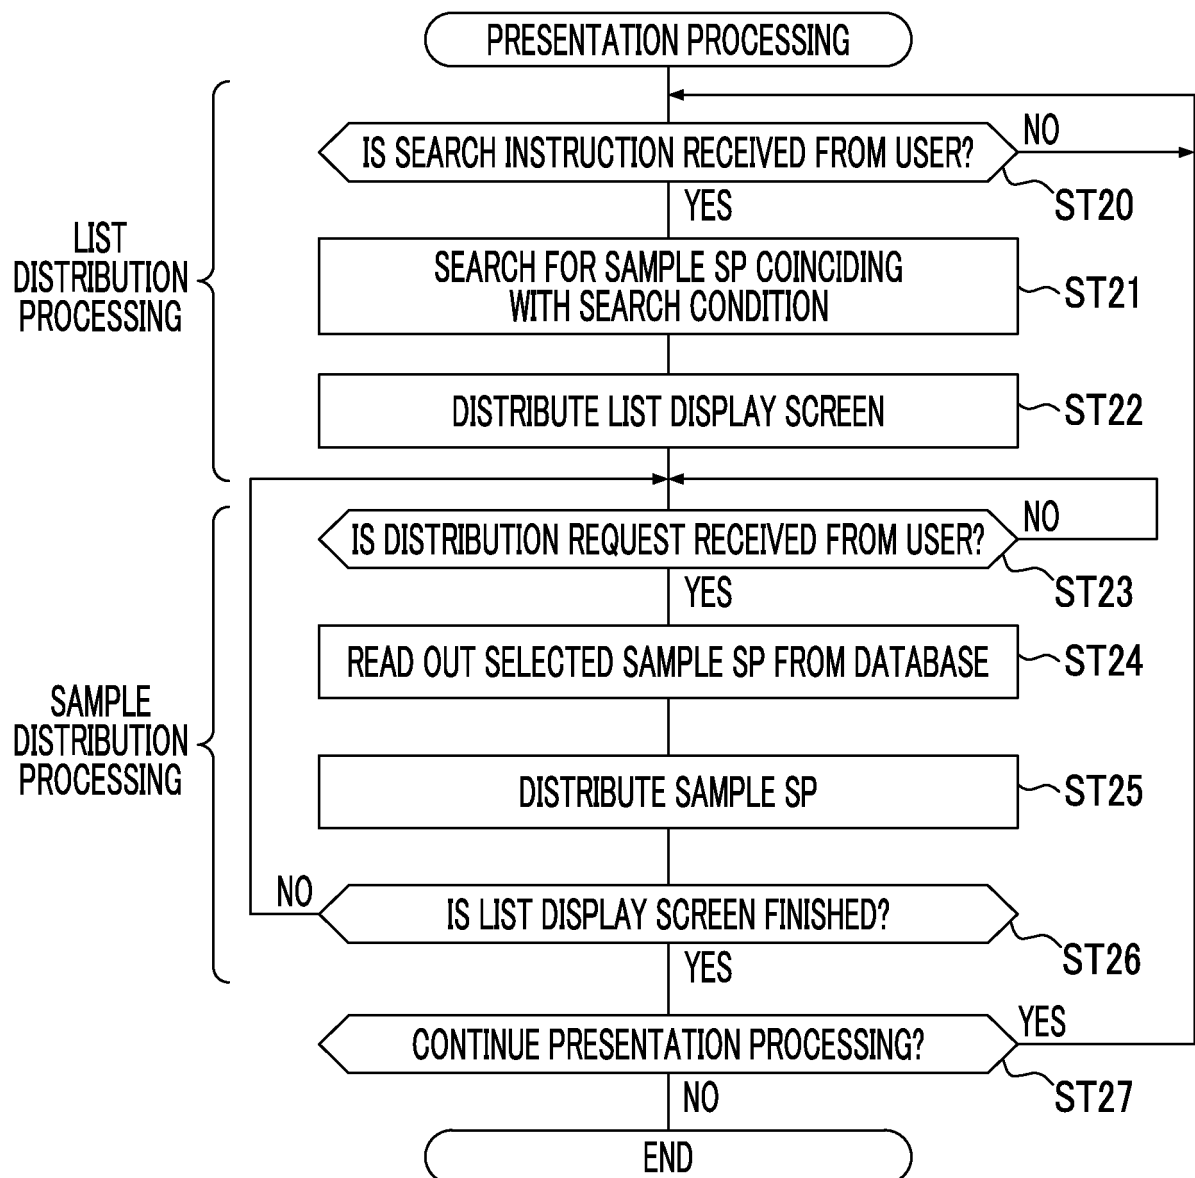 PRESENTATION PROCESSING
IS SEARCH INSTRUCTION RECEIVED FROM USER?
NO
ST20
YES
LIST
DISTRIBUTION
PROCESSING
SEARCH FOR SAMPLE SP COINCIDING
WITH SEARCH CONDITION
ST21
DISTRIBUTE LIST DISPLAY SCREEN
ST22
IS DISTRIBUTION REQUEST RECEIVED FROM USER?
NO
ST23
YES
READ OUT SELECTED SAMPLE SP FROM DATABASE
ST24
SAMPLE
DISTRIBUTION
PROCESSING
DISTRIBUTE SAMPLE SP
ST25
NO
IS LIST DISPLAY SCREEN FINISHED?
ST26
YES
CONTINUE PRESENTATION PROCESSING?
YES
ST27
NO
END